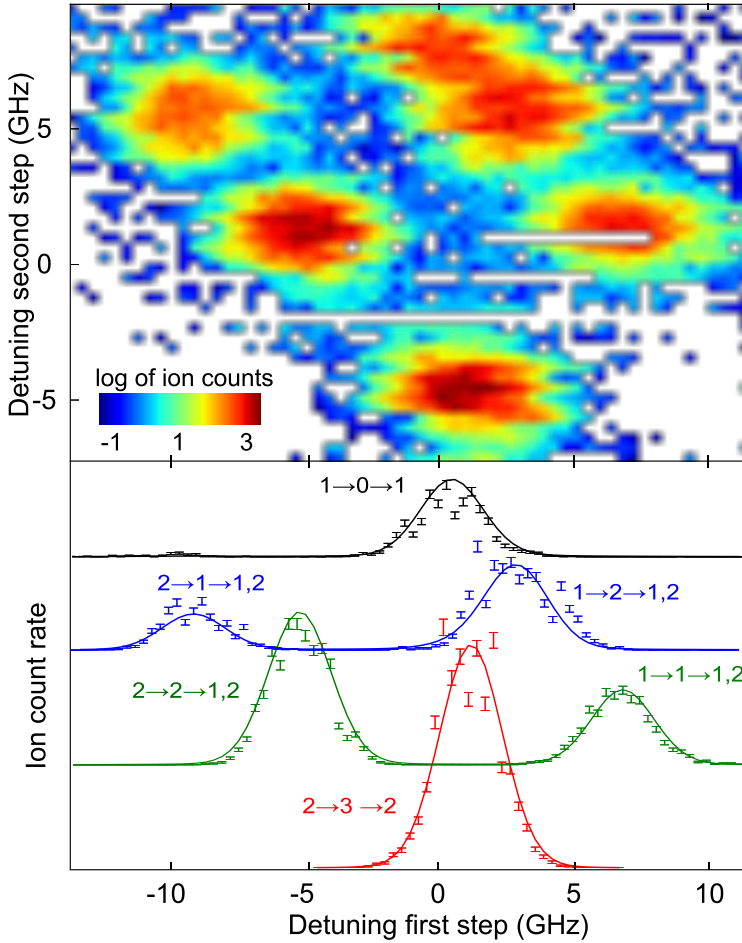 Detuning second step (GHz)
5
0
-5
log of ion counts
-1 1 3
Ion count rate
1→0→1
2→1→1,2
1→2→1,2
2→2→1,2
1→1→1,2
2→3 →2
-10 -5 0 5 10
Detuning first step (GHz)